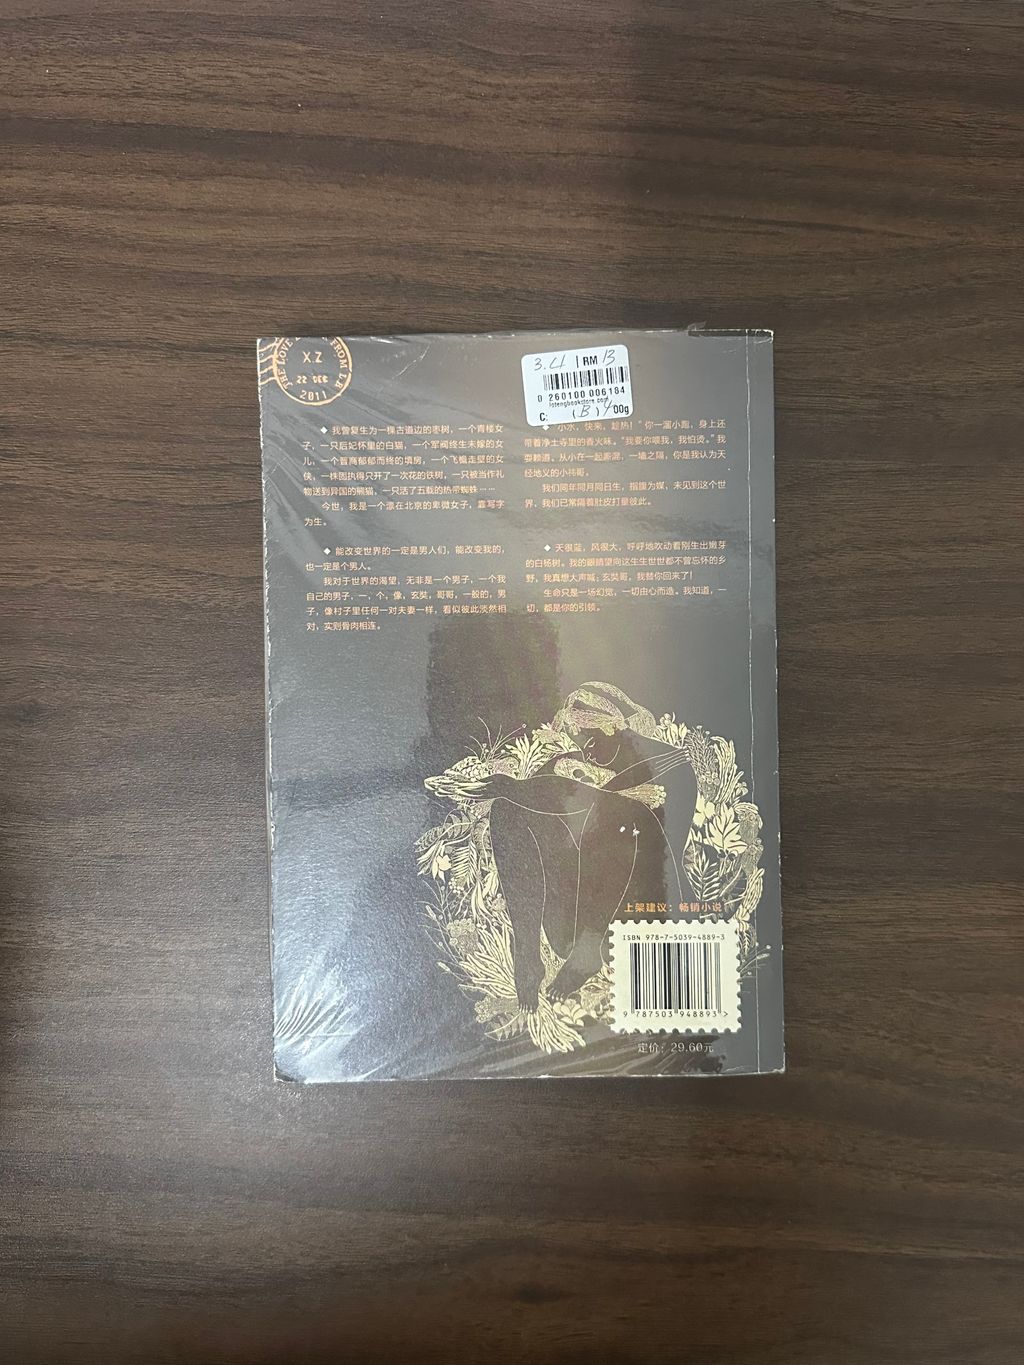 THE LOVE FROM LA
X.Z
22 DEC
2011
3.4 | RM 13
0 260100 006184
lotengbookstore.com
C: (B) 4 00g
◆ 我曾复生为一棵古道边的枣树，一个青楼女
子，一只后妃怀里的白猫，一个军阀终生未嫁的女
儿，一个晋商郁郁而终的填房，一个飞檐走壁的女
侠，一株固执得只开了一次花的铁树，一只被当作礼
物送到异国的熊猫，一只活了五载的热带蜘蛛……
今世，我是一个漂在北京的卑微女子，靠写字
为生。
◆ 能改变世界的一定是男人们，能改变我的，
也一定是个男人。
我对于世界的渴望，无非是一个男子，一个我
自己的男子，一，个，像，玄奘，哥哥，一般的，男
子，像村子里任何一对夫妻一样，看似彼此淡然相
对，实则骨肉相连。
◆ “小水，快来，趁热！”你一溜小跑，身上还
带着净土寺里的香火味，“我要你喂我，我怕烫。”我
耍赖道。从小在一起厮混，一墙之隔，你是我认为天
经地义的小祎哥。
我们同年同月同日生，指腹为媒，未见到这个世
界，我们已常隔着肚皮打量彼此。
◆ 天很蓝，风很大，呼呼地吹动着刚生出嫩芽
的白杨树。我的眼睛望向这生生世世都不曾忘怀的乡
野，我真想大声喊：玄奘哥，我替你回来了！
生命只是一场幻觉，一切由心而造。我知道，一
切，都是你的引领。
上架建议：畅销小说
ISBN 978-7-5039-4889-3
9 787503 948893 >
定价：29.60元